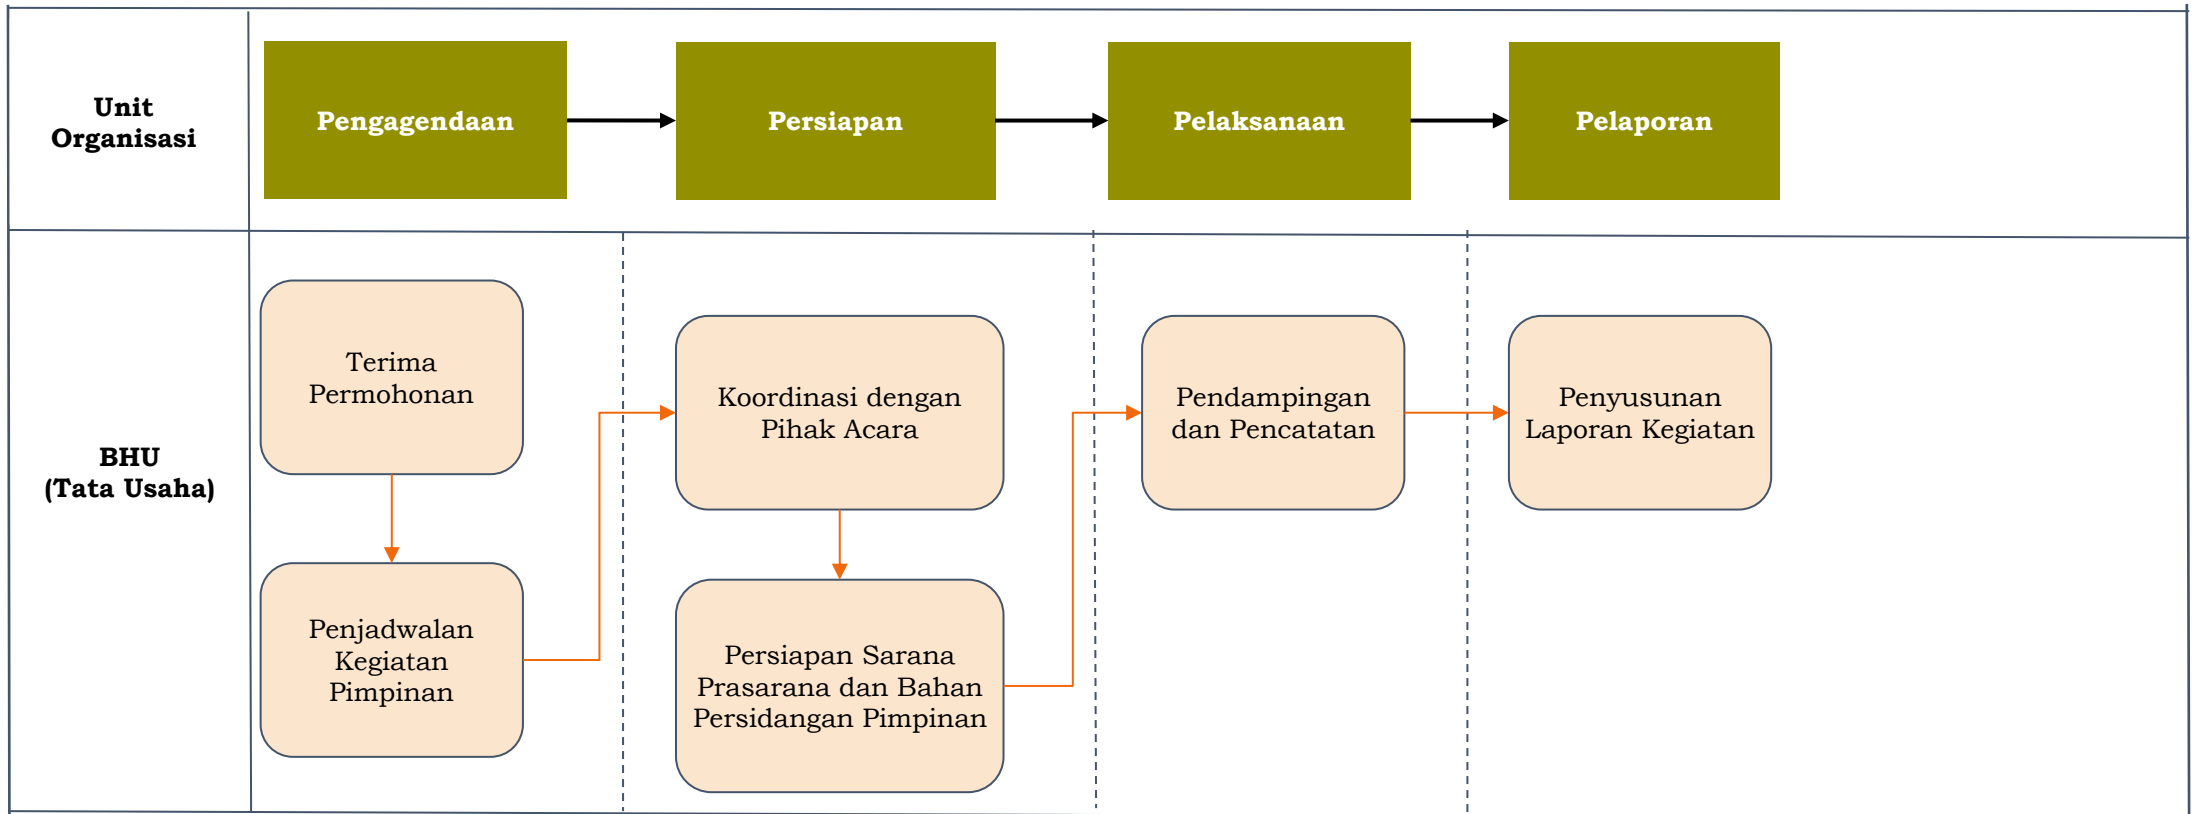 Unit
Organisasi
Pengagendaan
Persiapan
Pelaksanaan
Pelaporan
BHU
(Tata Usaha)
Terima
Permohonan
Penjadwalan
Kegiatan
Pimpinan
Koordinasi dengan
Pihak Acara
Persiapan Sarana
Prasarana dan Bahan
Persidangan Pimpinan
Pendampingan
dan Pencatatan
Penyusunan
Laporan Kegiatan